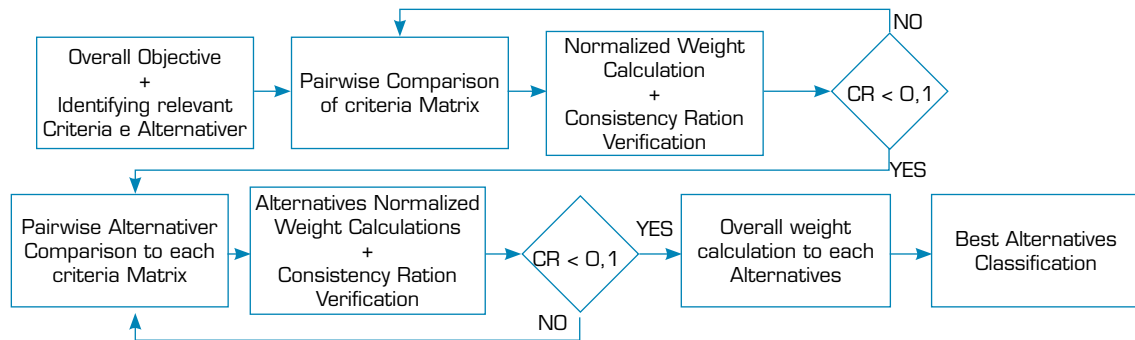 Overall Objective
+
Identifying relevant
Criteria e Alternativer
Pairwise Comparison
of criteria Matrix
Normalized Weight
Calculation
+
Consistency Ration
Verification
CR < 0,1
NO
YES
Pairwise Alternativer
Comparison to each
criteria Matrix
Alternatives Normalized
Weight Calculations
+
Consistency Ration
Verification
CR < 0,1
YES
NO
Overall weight
calculation to each
Alternatives
Best Alternatives
Classification